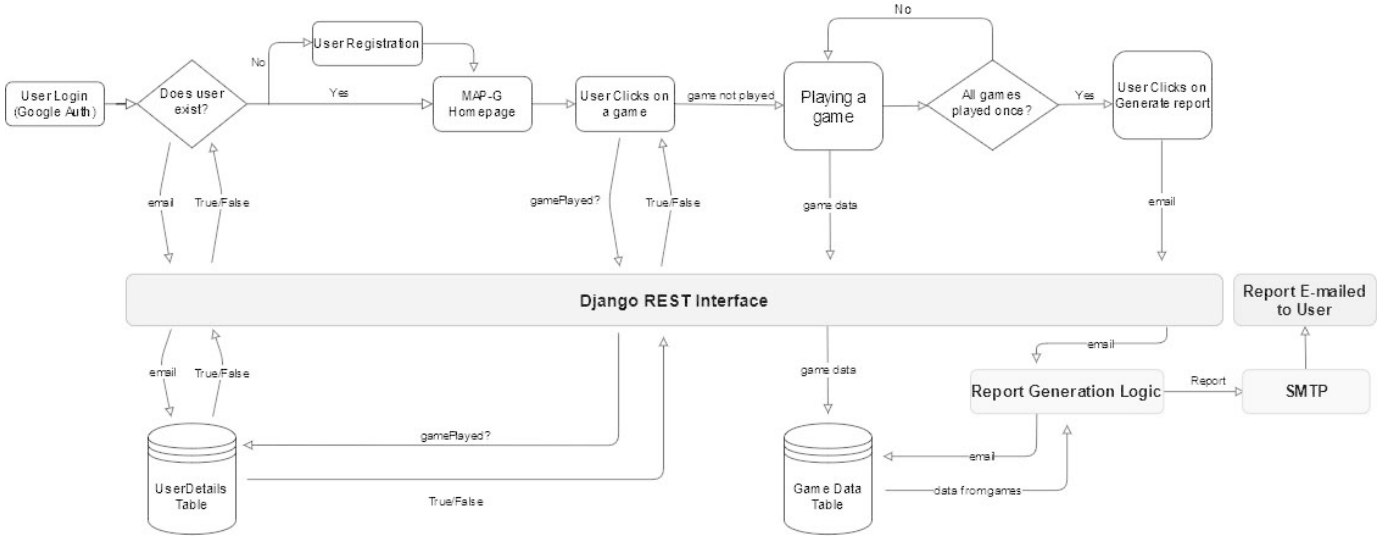 No
User Registration
No
User Login
(Google Auth)
Does user
exist?
Yes
MAP-G
Homepage
User Clicks on
a game
game not played
Playing a
game
All games
played once?
Yes
User Clicks on
Generate report
email
True/False
gamePlayed?
True/False
game data
email
Django REST Interface
Report E-mailed
to User
email
True/False
game data
email
Report Generation Logic
Report
SMTP
gamePlayed?
email
UserDetails
Table
True/False
Game Data
Table
data from games